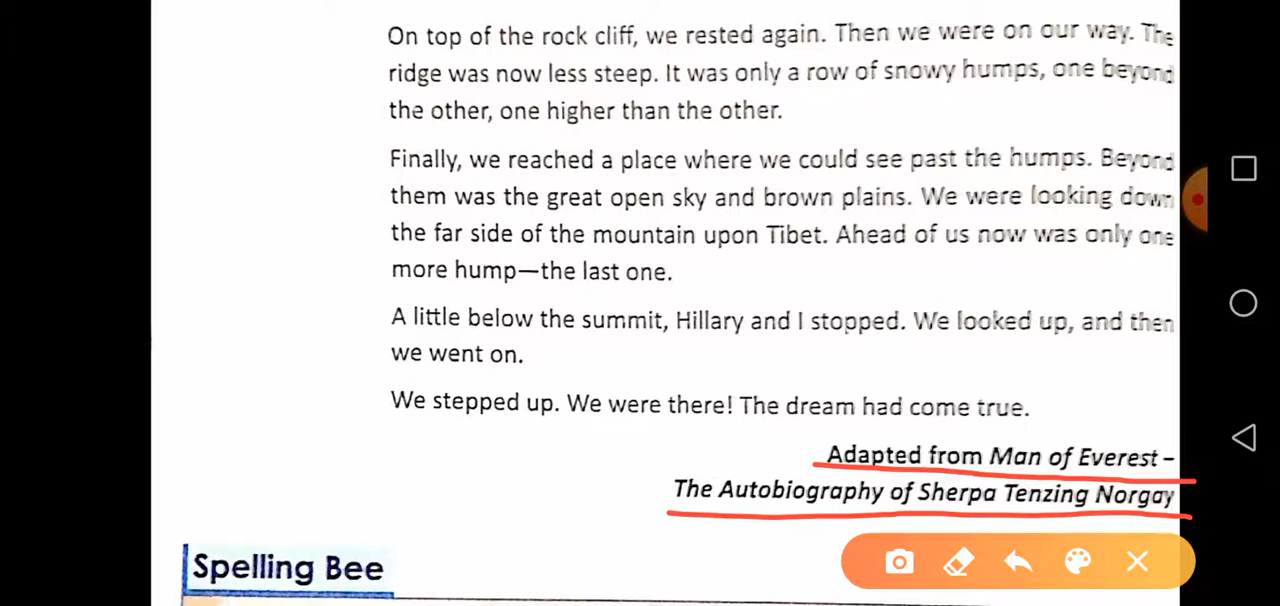 On top of the rock cliff, we rested again. Then we were on our way. The
ridge was now less steep. It was only a row of snowy humps, one beyond
the other, one higher than the other.
Finally, we reached a place where we could see past the humps. Beyond
them was the great open sky and brown plains. We were looking down
the far side of the mountain upon Tibet. Ahead of us now was only one
more hump—the last one.
A little below the summit, Hillary and I stopped. We looked up, and then
we went on.
We stepped up. We were there! The dream had come true.
Adapted from Man of Everest –
The Autobiography of Sherpa Tenzing Norgay
Spelling Bee